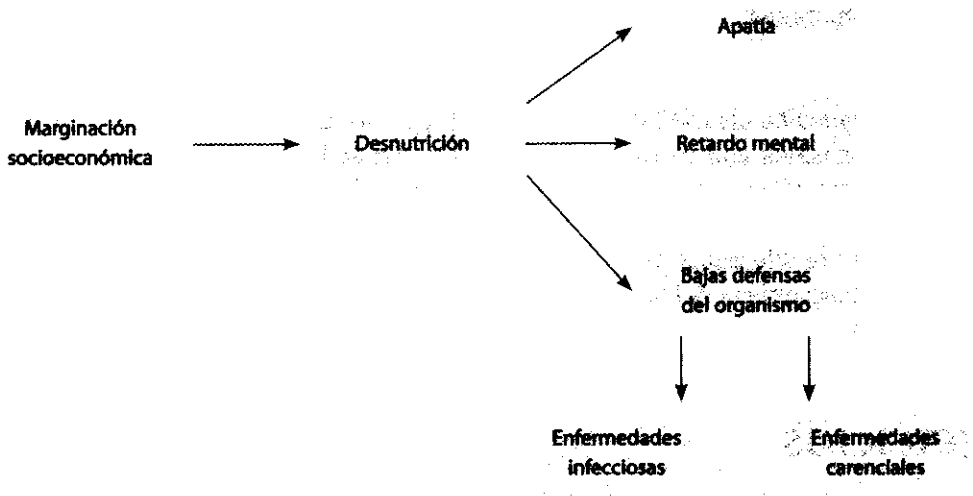 Apatía
Marginación
socioeconómica
Desnutrición
Retardo mental
Bajas defensas
del organismo
Enfermedades
infecciosas
Enfermedades
carenciales